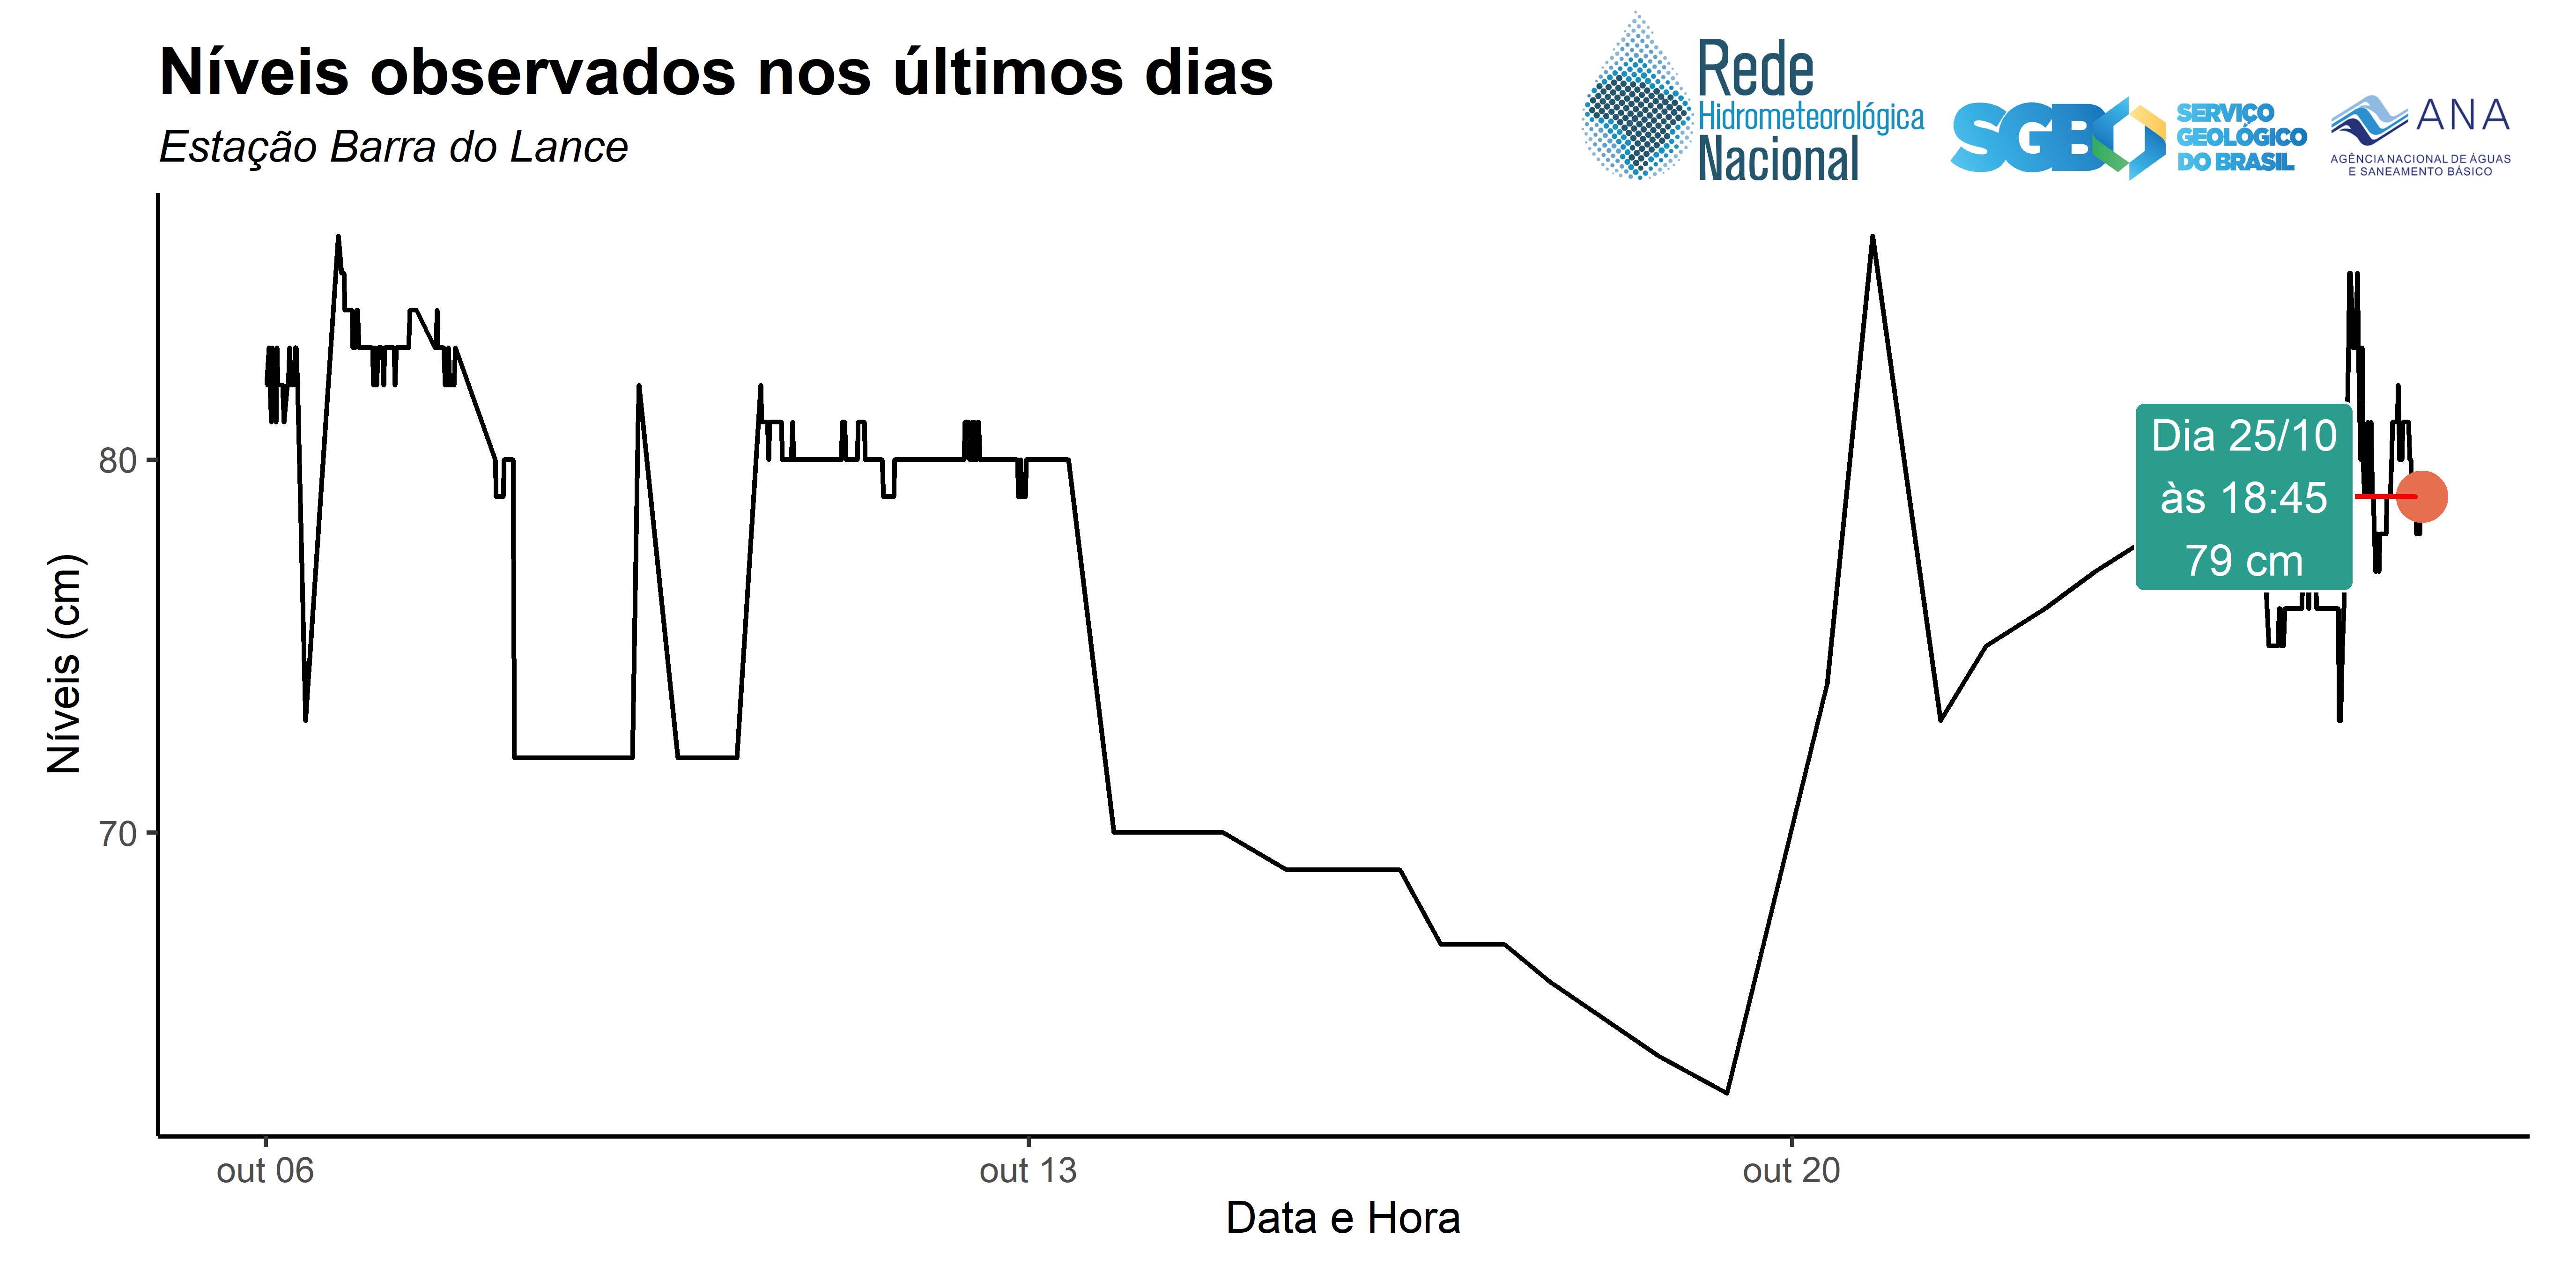 Níveis observados nos últimos dias
Estação Barra do Lance
Rede
Hidrometeorológica
Nacional
SGB
SERVIÇO
GEOLÓGICO
DO BRASIL
ANA
AGÊNCIA NACIONAL DE ÁGUAS
E SANEAMENTO BÁSICO
Níveis (cm)
80
70
Dia 25/10
às 18:45
79 cm
out 06
out 13
out 20
Data e Hora